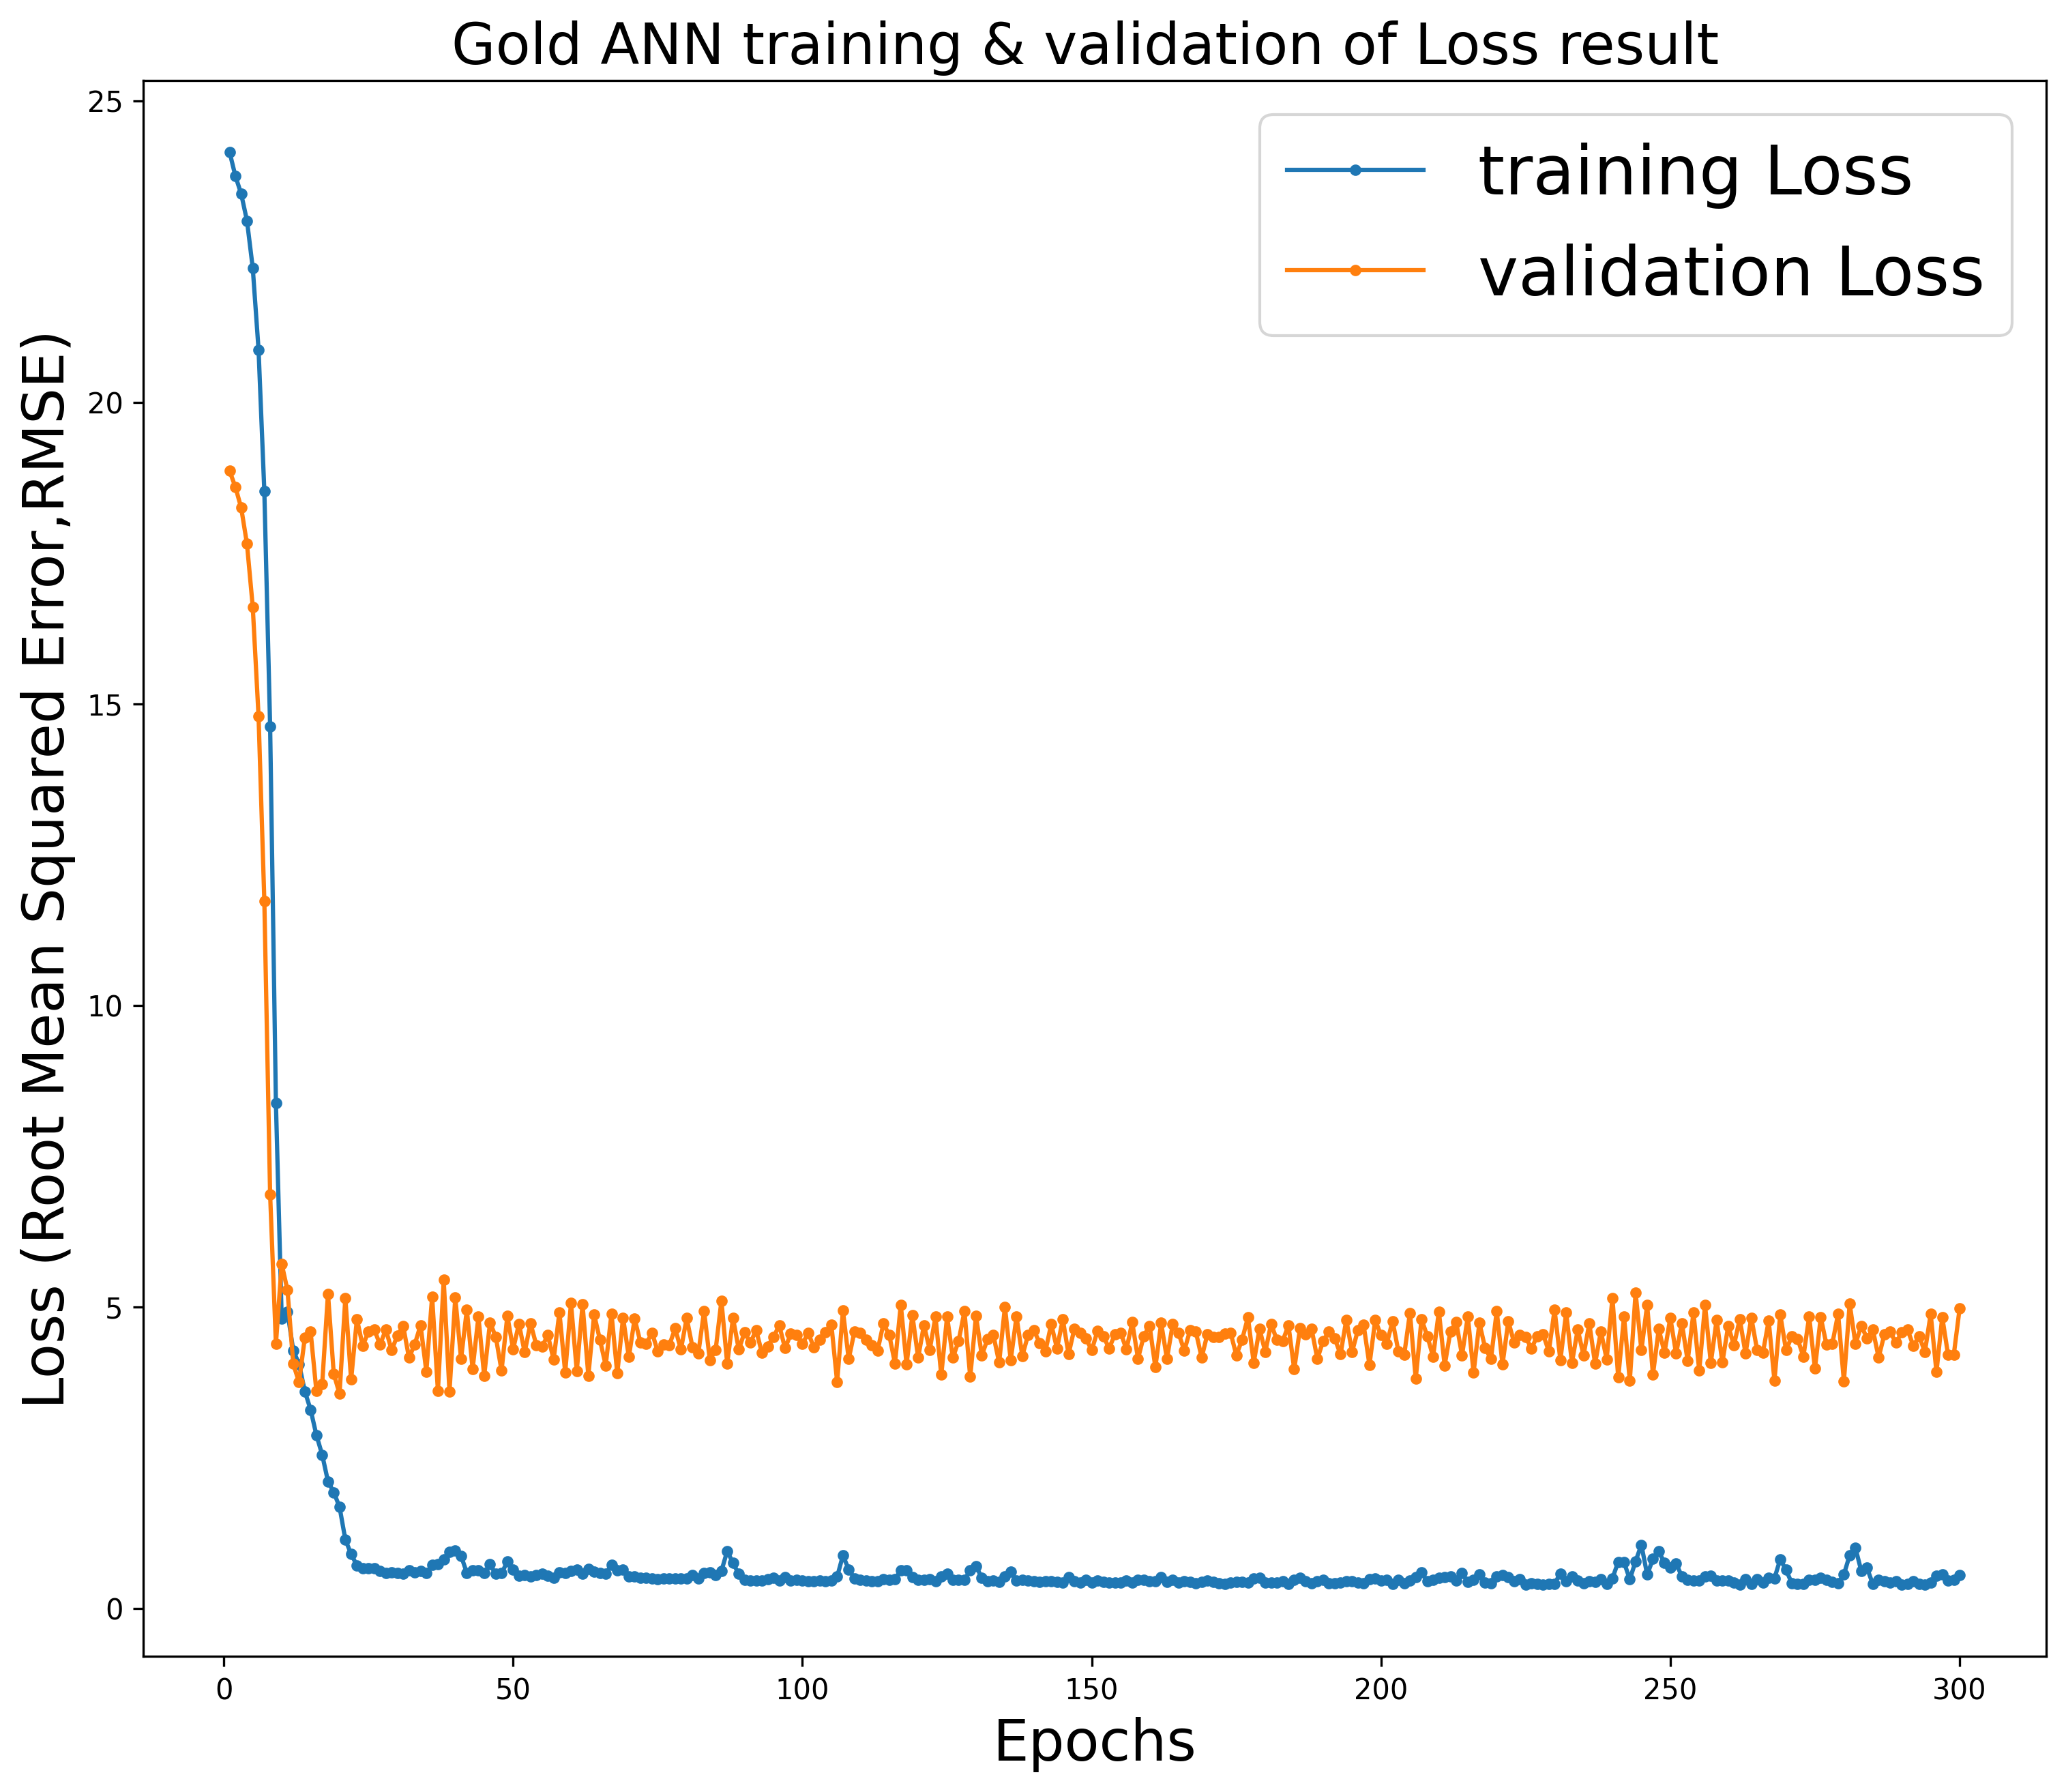 Gold ANN training & validation of Loss result
training Loss
validation Loss
Loss (Root Mean Squared Error,RMSE)
25
20
15
10
5
0
0 50 100 150 200 250 300
Epochs